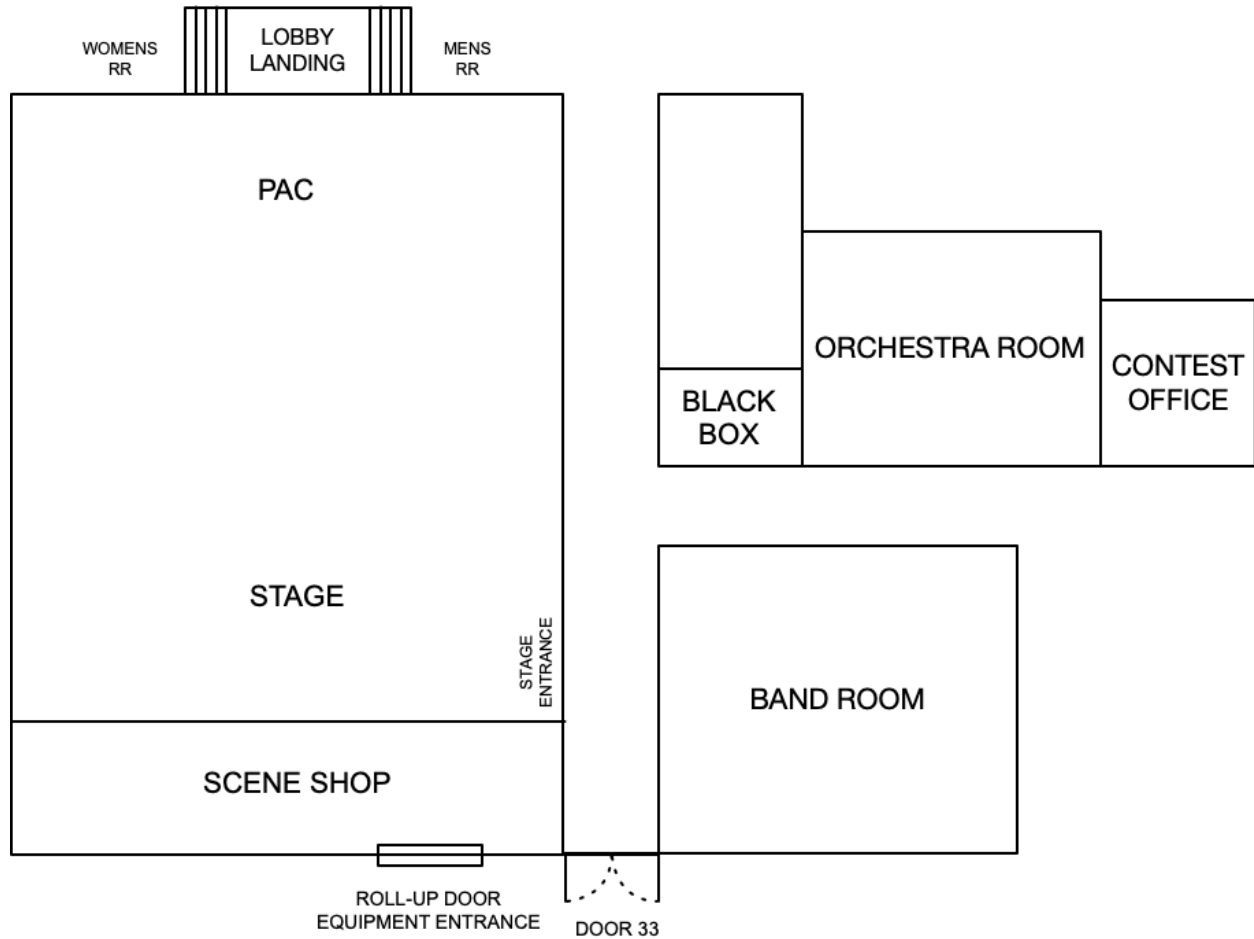 WOMENS
RR
LOBBY
LANDING
MENS
RR
PAC
ORCHESTRA ROOM
CONTEST
OFFICE
BLACK
BOX
STAGE
STAGE
ENTRANCE
BAND ROOM
SCENE SHOP
ROLL-UP DOOR
EQUIPMENT ENTRANCE
DOOR 33